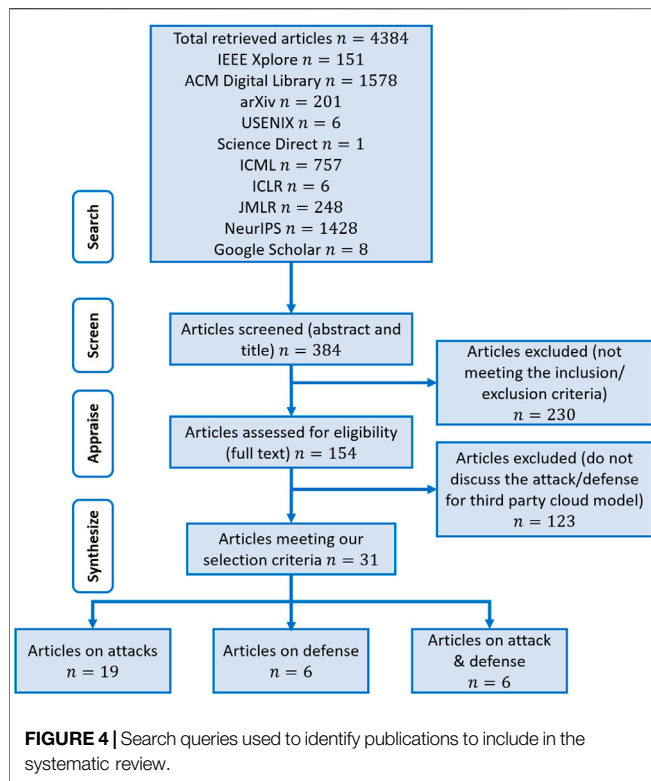 Total retrieved articles n = 4384
IEEE Xplore n = 151
ACM Digital Library n = 1578
arXiv n = 201
USENIX n = 6
Science Direct n = 1
ICML n = 757
ICLR n = 6
JMLR n = 248
NeurIPS n = 1428
Google Scholar n = 8
Search
Screen
Articles screened (abstract and
title) n = 384
Articles excluded (not
meeting the inclusion/
exclusion criteria)
n = 230
Appraise
Articles assessed for eligibility
(full text) n = 154
Articles excluded (do not
discuss the attack/defense
for third party cloud model)
n = 123
Synthesize
Articles meeting our
selection criteria n = 31
Articles on attacks
n = 19
Articles on defense
n = 6
Articles on attack
& defense
n = 6
FIGURE 4 | Search queries used to identify publications to include in the
systematic review.